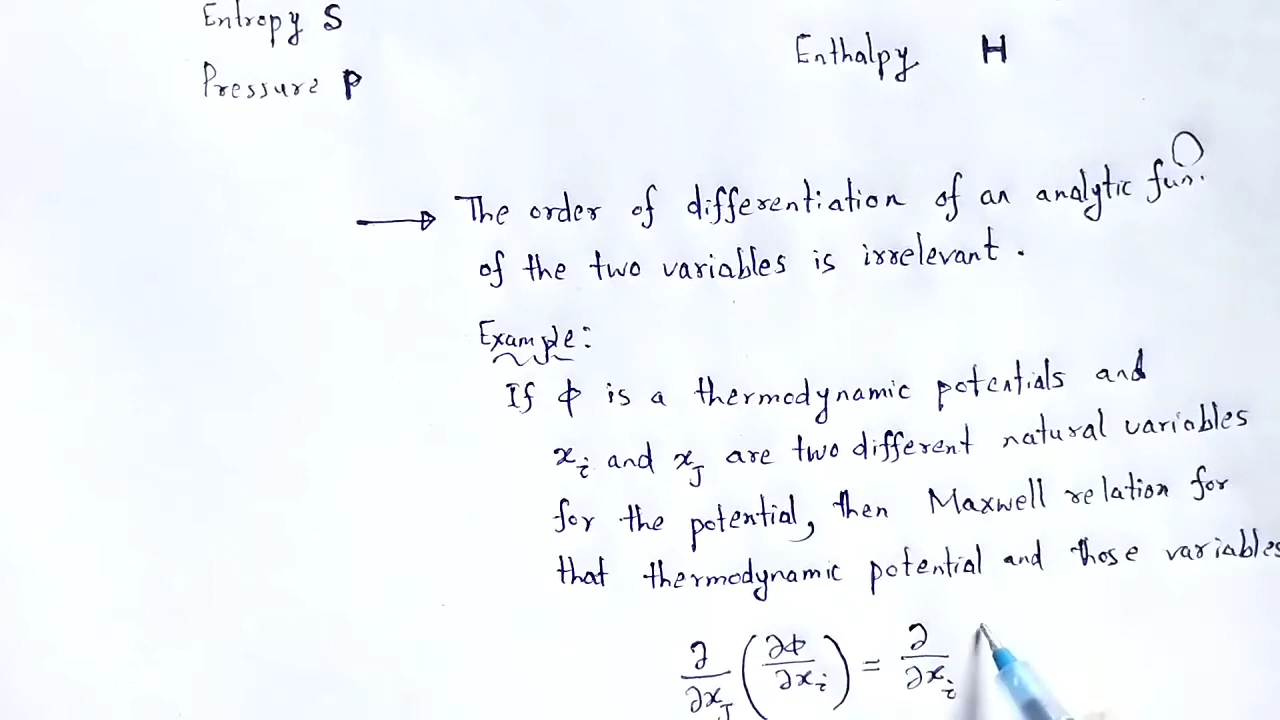 Entropy S
Pressure P
Enthalpy H
The order of differentiation of an analytic fun.
of the two variables is irrelevant.
Example:
If ϕ is a thermodynamic potentials and
xᵢ and x_J are two different natural variables
for the potential, then Maxwell relation for
that thermodynamic potential and those variables
∂/∂x_J (∂ϕ/∂xᵢ) = ∂/∂xᵢ